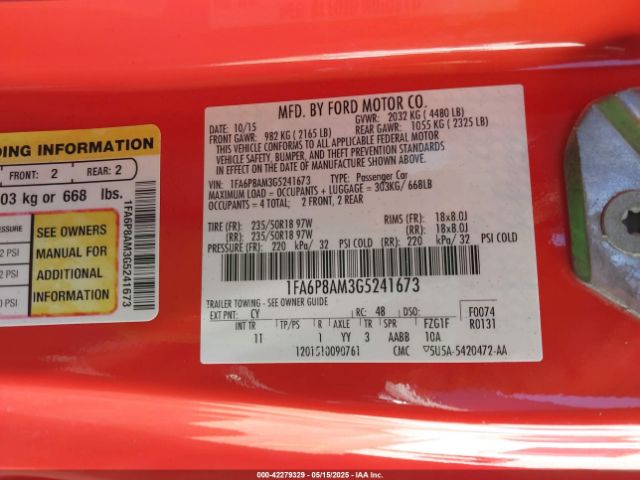 DING INFORMATION
FRONT: 2 REAR: 2
03 kg or 668 lbs.
SEE OWNERS
MANUAL FOR
ADDITIONAL
INFORMATION
1FA6P8AM3G5241673
MFD. BY FORD MOTOR CO.
DATE: 10/15 GVWR: 2032 KG ( 4480 LB)
FRONT GAWR: 982 KG ( 2165 LB) REAR GAWR: 1055 KG ( 2325 LB)
THIS VEHICLE CONFORMS TO ALL APPLICABLE FEDERAL MOTOR
VEHICLE SAFETY, BUMPER, AND THEFT PREVENTION STANDARDS IN
EFFECT ON THE DATE OF MANUFACTURE SHOWN ABOVE.
VIN: 1FA6P8AM3G5241673 TYPE: Passenger Car
MAXIMUM LOAD = OCCUPANTS + LUGGAGE = 303KG/ 668LB
OCCUPANTS = 4 TOTAL; 2 FRONT, 2 REAR
TIRE (FR): 235/50R18 97W RIMS (FR): 18x8.0J
(RR): 235/50R18 97W (RR): 18x8.0J
PRESSURE (FR): 220 kPa/ 32 PSI COLD (RR): 220 kPa/ 32 PSI COLD
1FA6P8AM3G5241673
TRAILER TOWING - SEE OWNER GUIDE
EXT PNT: CY RC: 48 F0074
INT TR TP/PS R AXLE TR SPR FZG1F R0131
11 1 YY 3 AABB 10A
1201510090761 CMC ▽5U5A-5420472-AA
000-42279329 - 05/15/2025 - IAA Inc.